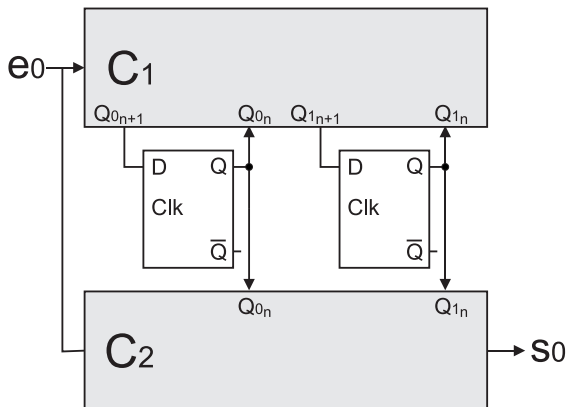 e0
C1
Q0n+1 Q0n Q1n+1 Q1n
D Q D Q
Clk Clk
Q̅ Q̅
Q0n Q1n
C2
s0